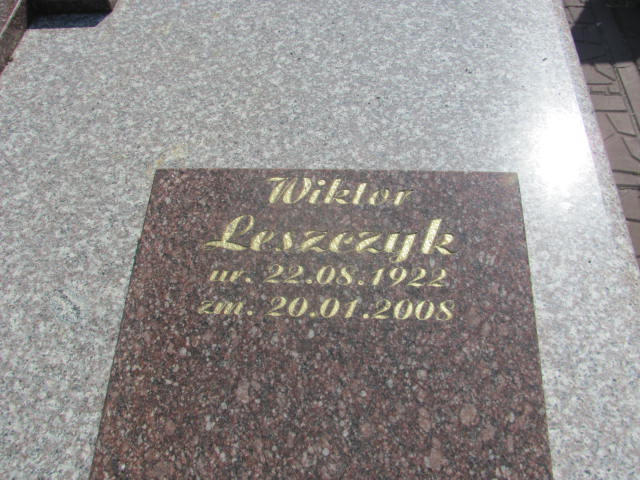 Wiktor
Leszczyk
ur. 22.08.1922
zm. 20.01.2008